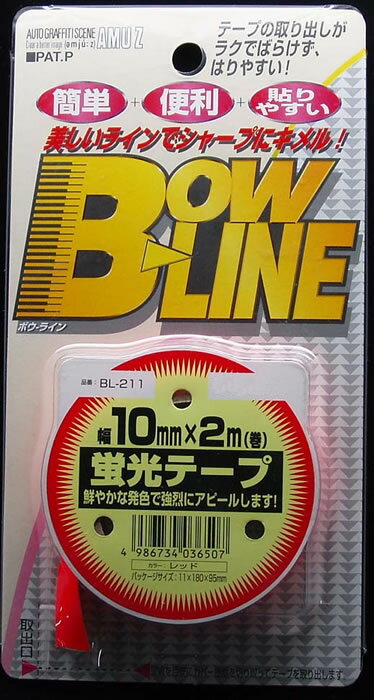 AUTO GRAFFITI SCENE
AMUZ
[əmjú:z]
PAT.P
テープの取り出しが
ラクでばらけず、
はりやすい!
簡単+便利+貼りやすい
美しいラインでシャープにキメル!
BOW
LINE
ボウ・ライン
品番: BL-211
幅10mm×2m(巻)
蛍光テープ
鮮やかな発色で強烈にアピールします!
4 986734 036507
カラー: レッド
パッケージサイズ:11×180×95mm
取出口